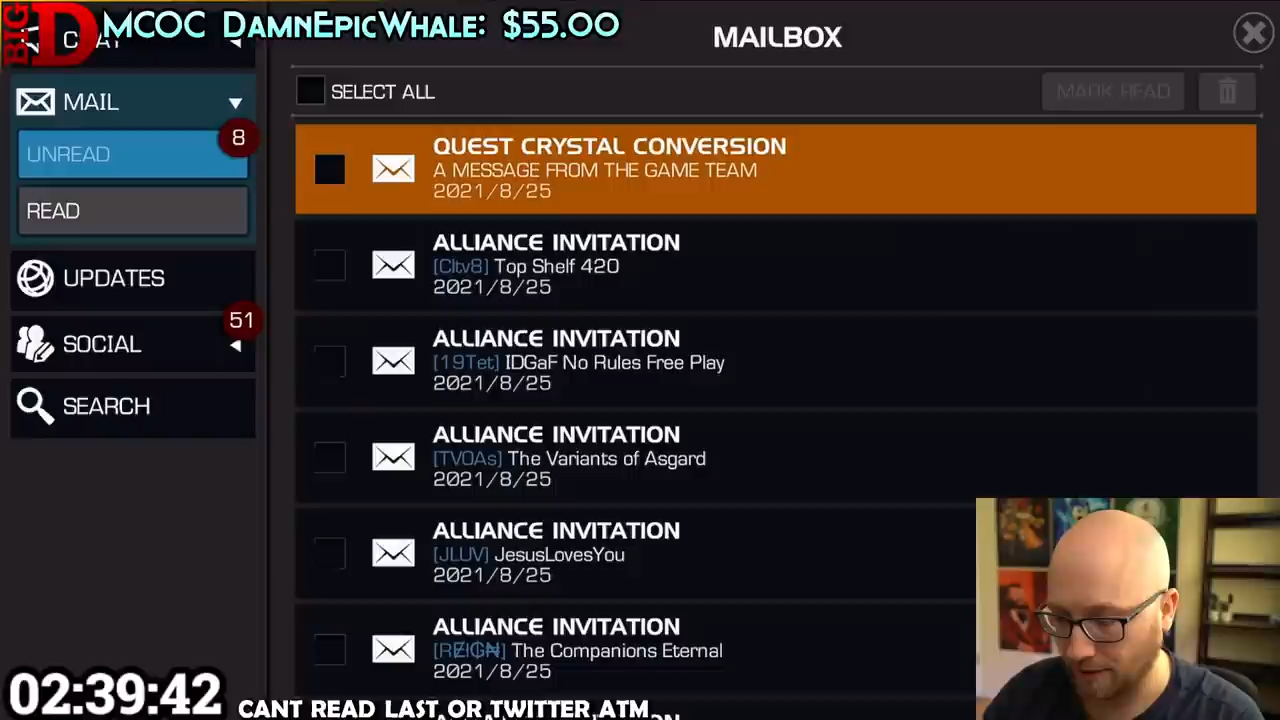 BIG D
MCOC DAMNEPICWHALE: $55.00
MAILBOX
MAIL
8
UNREAD
READ
UPDATES
51
SOCIAL
SEARCH
SELECT ALL
MARK READ
QUEST CRYSTAL CONVERSION
A MESSAGE FROM THE GAME TEAM
2021/8/25
ALLIANCE INVITATION
[Cltv8] Top Shelf 420
2021/8/25
ALLIANCE INVITATION
[19Tet] IDGaF No Rules Free Play
2021/8/25
ALLIANCE INVITATION
[TV0As] The Variants of Asgard
2021/8/25
ALLIANCE INVITATION
[JLUV] JesusLovesYou
2021/8/25
ALLIANCE INVITATION
The Companions Eternal
2021/8/25
02:39:42
CANT READ LAST OR TWITTER ATM